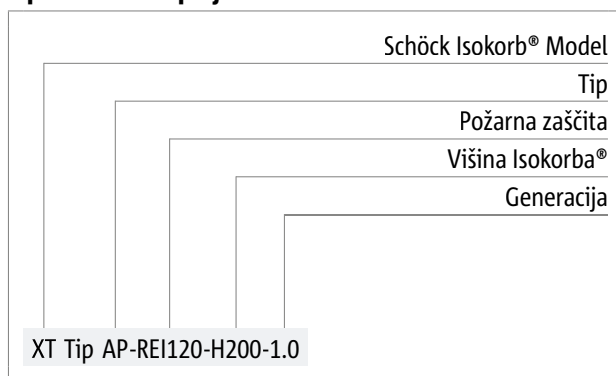 Schöck Isokorb® Model
Tip
Požarna zaščita
Višina Isokorba®
Generacija
XT Tip AP-REI120-H200-1.0